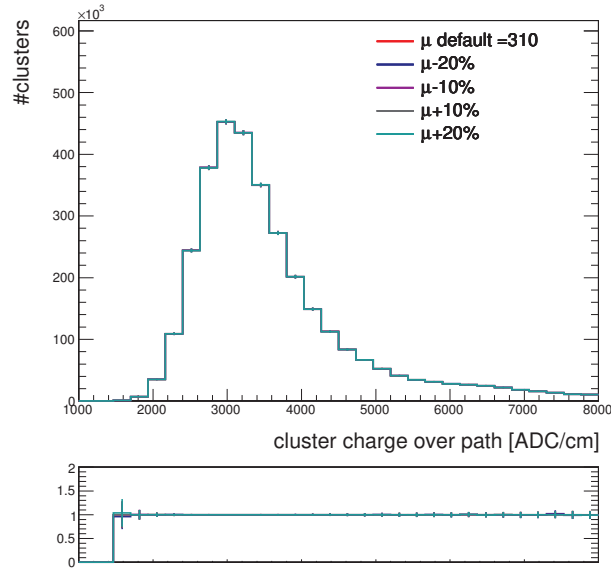 ×10³
600
500
400
300
200
100
0
#clusters
μ default =310
μ-20%
μ-10%
μ+10%
μ+20%
1000 2000 3000 4000 5000 6000 7000 8000
cluster charge over path [ADC/cm]
2
1.5
1
0.5
0